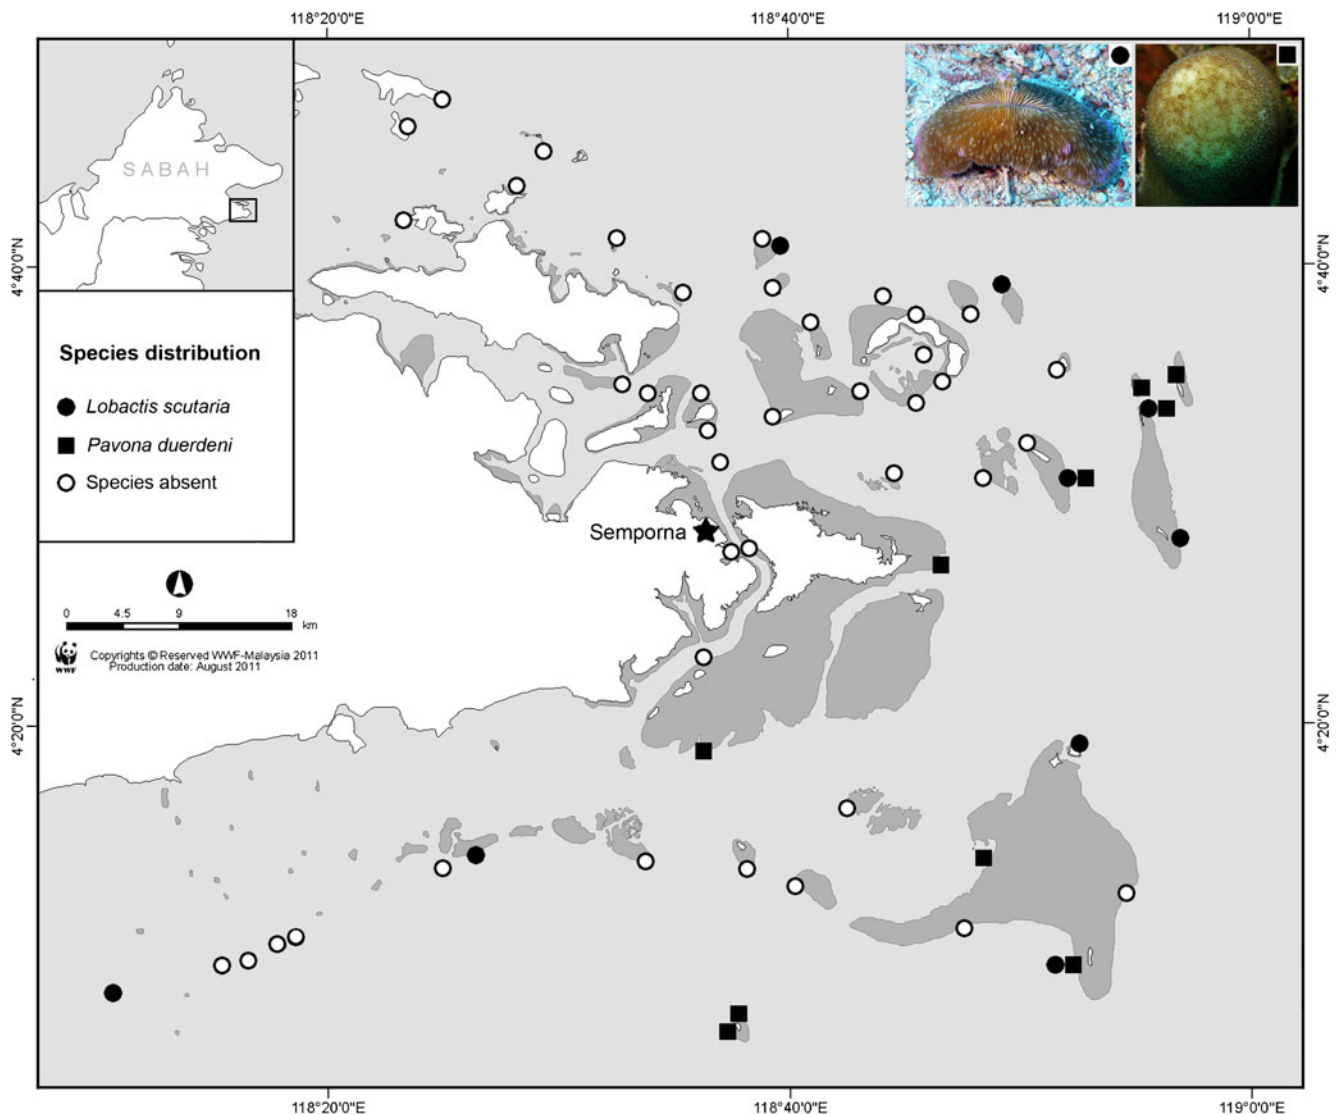 118°20'0"E
118°40'0"E
119°0'0"E
SABAH
4°40'0"N
4°40'0"N
Species distribution
Lobactis scutaria
Pavona duerdeni
Species absent
Semporna
0 4.5 9 18
km
WWF
Copyrights © Reserved WWF-Malaysia 2011
Production date: August 2011
4°20'0"N
4°20'0"N
118°20'0"E
118°40'0"E
119°0'0"E